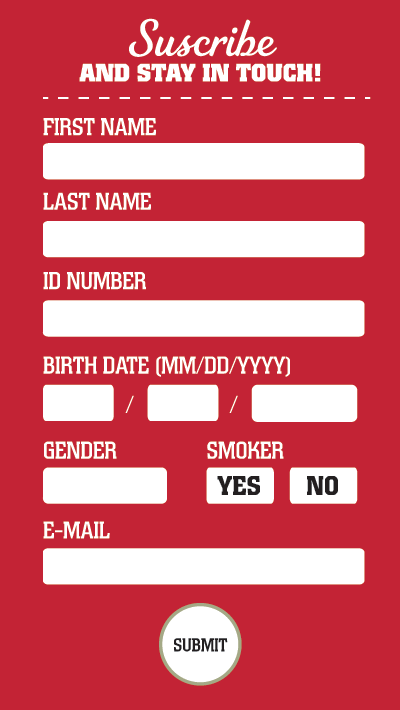 Suscribe
AND STAY IN TOUCH!
FIRST NAME
LAST NAME
ID NUMBER
BIRTH DATE (MM/DD/YYYY)
/ /
GENDER SMOKER
YES NO
E-MAIL
SUBMIT